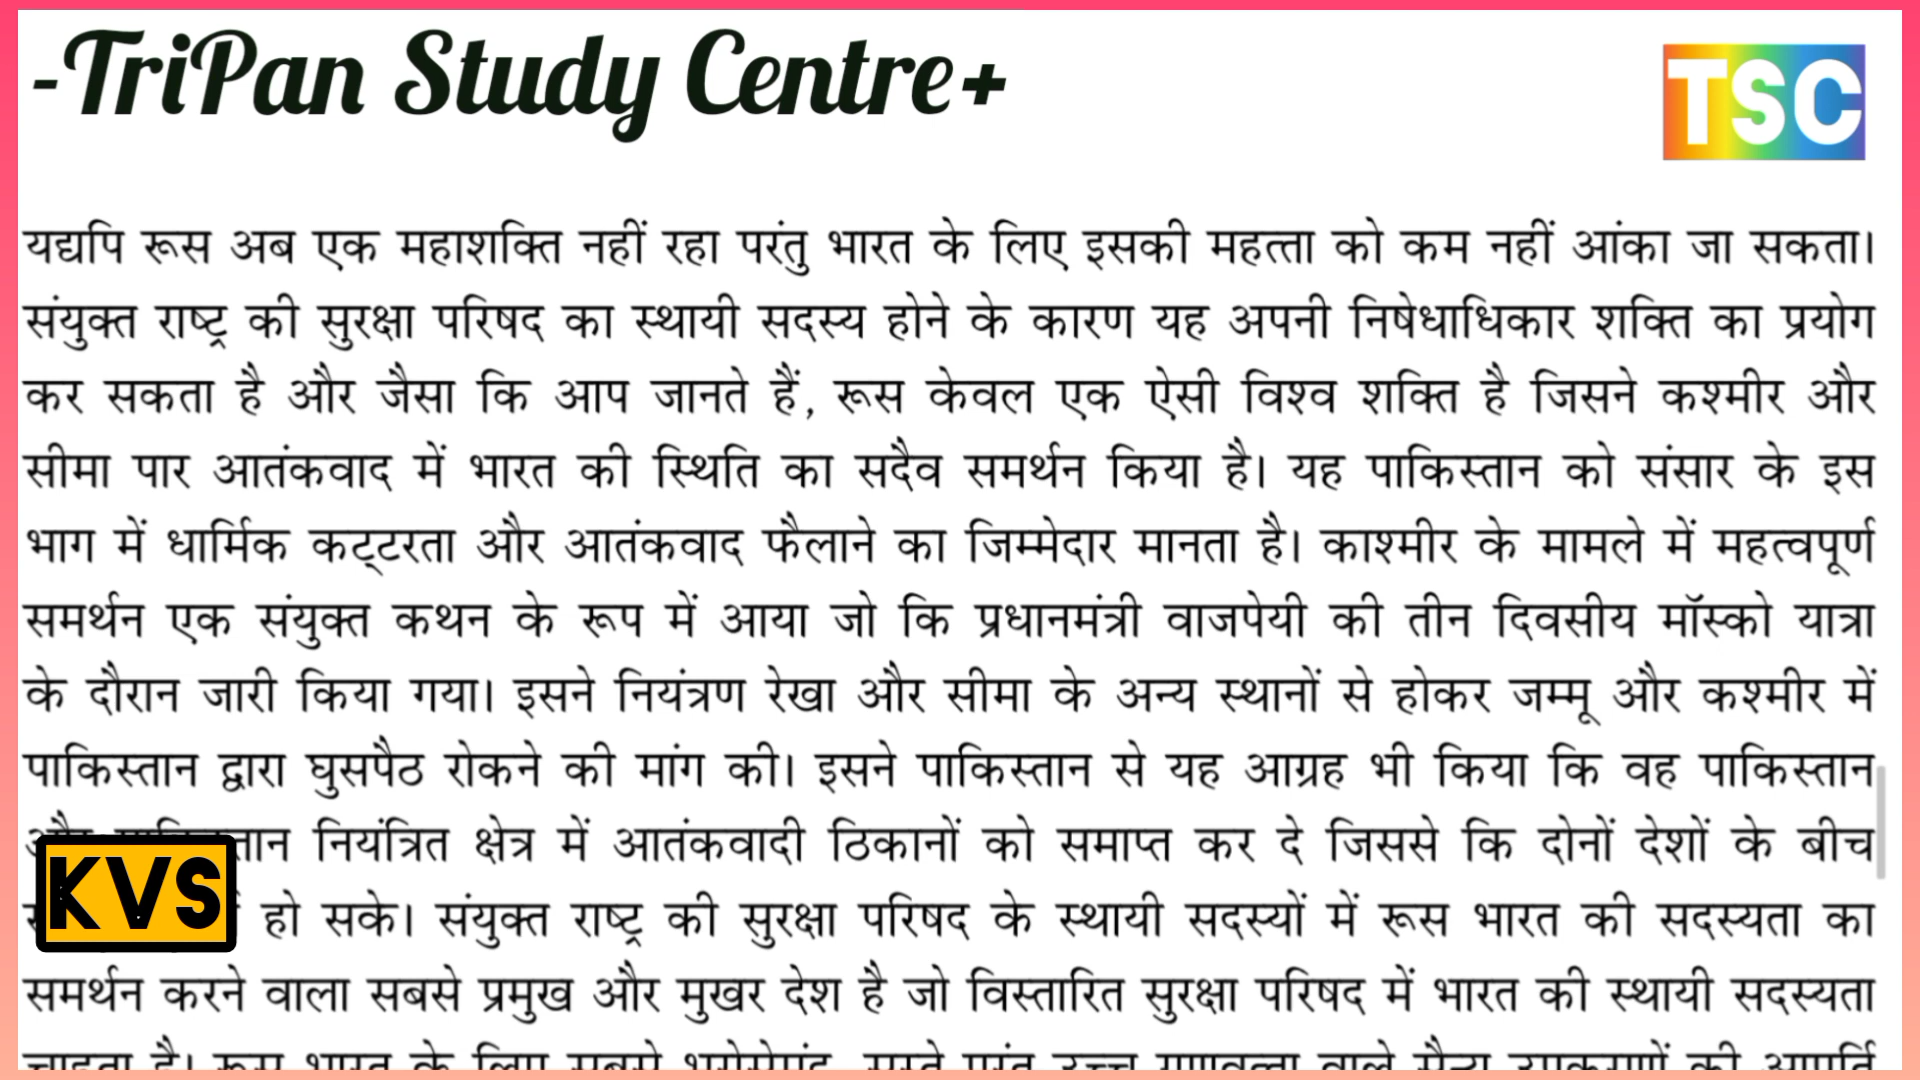 -TriPan Study Centre+
TSC
यद्यपि रूस अब एक महाशक्ति नहीं रहा परंतु भारत के लिए इसकी महत्ता को कम नहीं आंका जा सकता।
संयुक्त राष्ट्र की सुरक्षा परिषद का स्थायी सदस्य होने के कारण यह अपनी निषेधाधिकार शक्ति का प्रयोग
कर सकता है और जैसा कि आप जानते हैं, रूस केवल एक ऐसी विश्व शक्ति है जिसने कश्मीर और
सीमा पार आतंकवाद में भारत की स्थिति का सदैव समर्थन किया है। यह पाकिस्तान को संसार के इस
भाग में धार्मिक कट्टरता और आतंकवाद फैलाने का जिम्मेदार मानता है। काश्मीर के मामले में महत्वपूर्ण
समर्थन एक संयुक्त कथन के रूप में आया जो कि प्रधानमंत्री वाजपेयी की तीन दिवसीय मॉस्को यात्रा
के दौरान जारी किया गया। इसने नियंत्रण रेखा और सीमा के अन्य स्थानों से होकर जम्मू और कश्मीर में
पाकिस्तान द्वारा घुसपैठ रोकने की मांग की। इसने पाकिस्तान से यह आग्रह भी किया कि वह पाकिस्तान
नियंत्रित क्षेत्र में आतंकवादी ठिकानों को समाप्त कर दे जिससे कि दोनों देशों के बीच
KVS
हो सके। संयुक्त राष्ट्र की सुरक्षा परिषद के स्थायी सदस्यों में रूस भारत की सदस्यता का
समर्थन करने वाला सबसे प्रमुख और मुखर देश है जो विस्तारित सुरक्षा परिषद में भारत की स्थायी सदस्यता